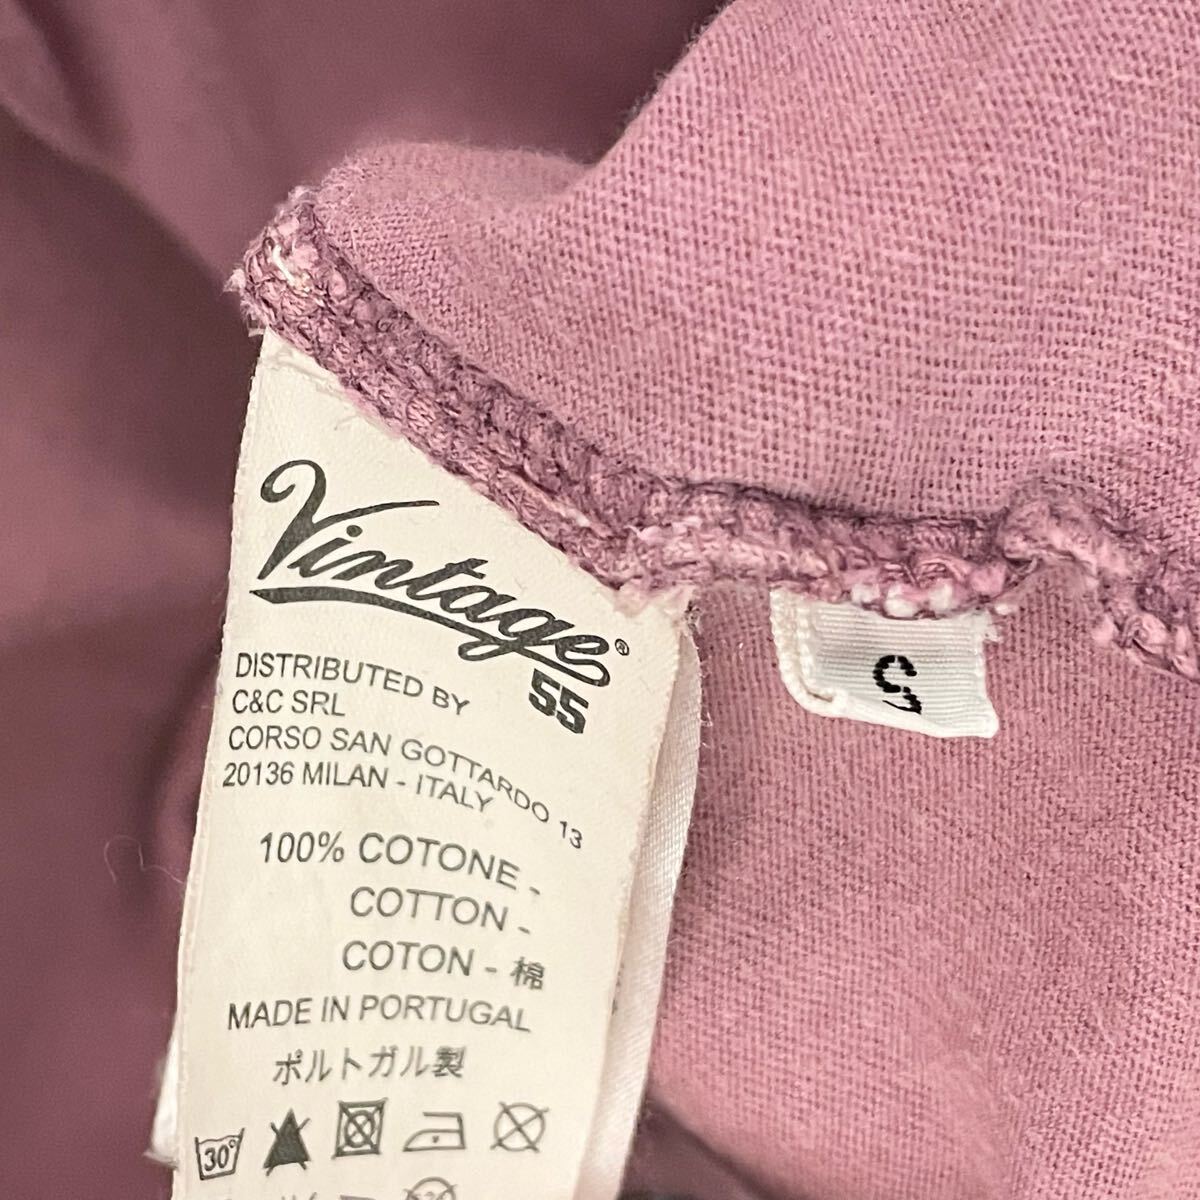 Vintage®
55
DISTRIBUTED BY
C&C SRL
CORSO SAN GOTTARDO 13
20136 MILAN - ITALY
100% COTONE -
COTTON -
COTON - 棉
MADE IN PORTUGAL
ポルトガル製
30°
S